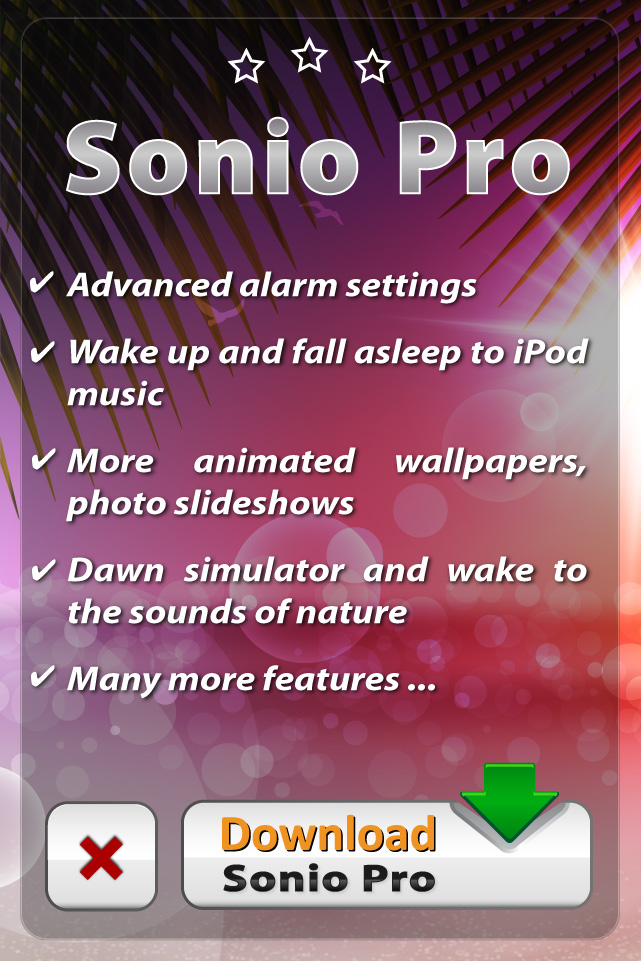 Sonio Pro
Advanced alarm settings
Wake up and fall asleep to iPod
music
More animated wallpapers,
photo slideshows
Dawn simulator and wake to
the sounds of nature
Many more features ...
Download
Sonio Pro